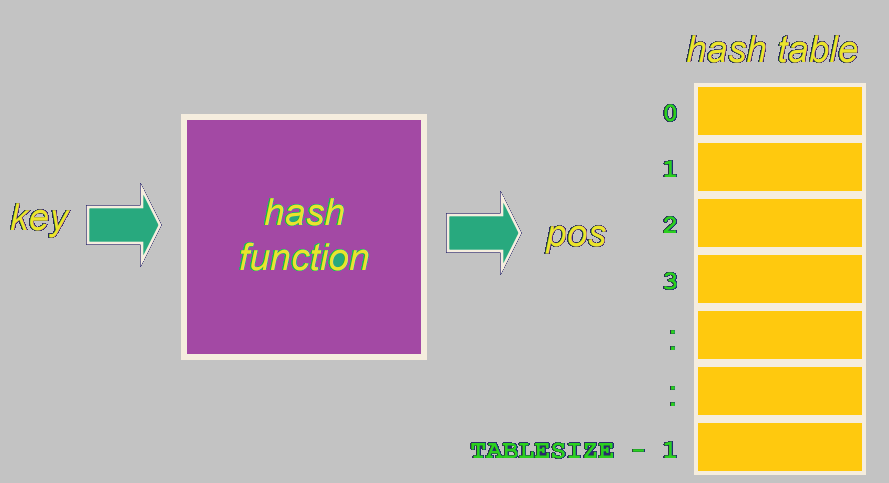 hash table
0
1
2
3
:
:
TABLESIZE - 1
key
hash
function
pos